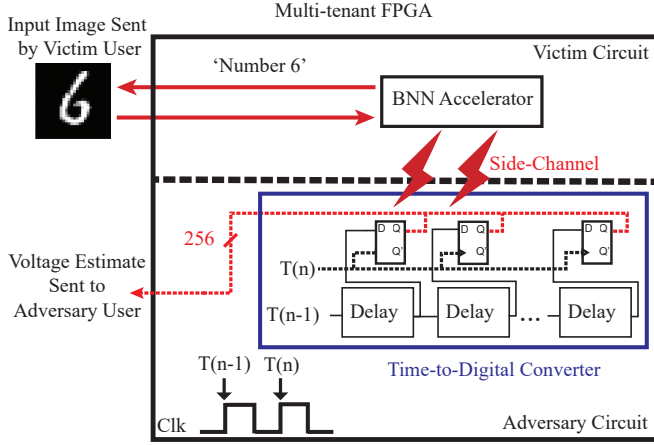 Multi-tenant FPGA
Input Image Sent
by Victim User
Victim Circuit
'Number 6'
6
BNN Accelerator
Side-Channel
256
D Q
Q'
D Q
Q'
D Q
Q'
Voltage Estimate
Sent to
Adversary User
T(n)
T(n-1)
Delay
Delay
...
Delay
T(n-1) T(n)
Time-to-Digital Converter
Clk
Adversary Circuit